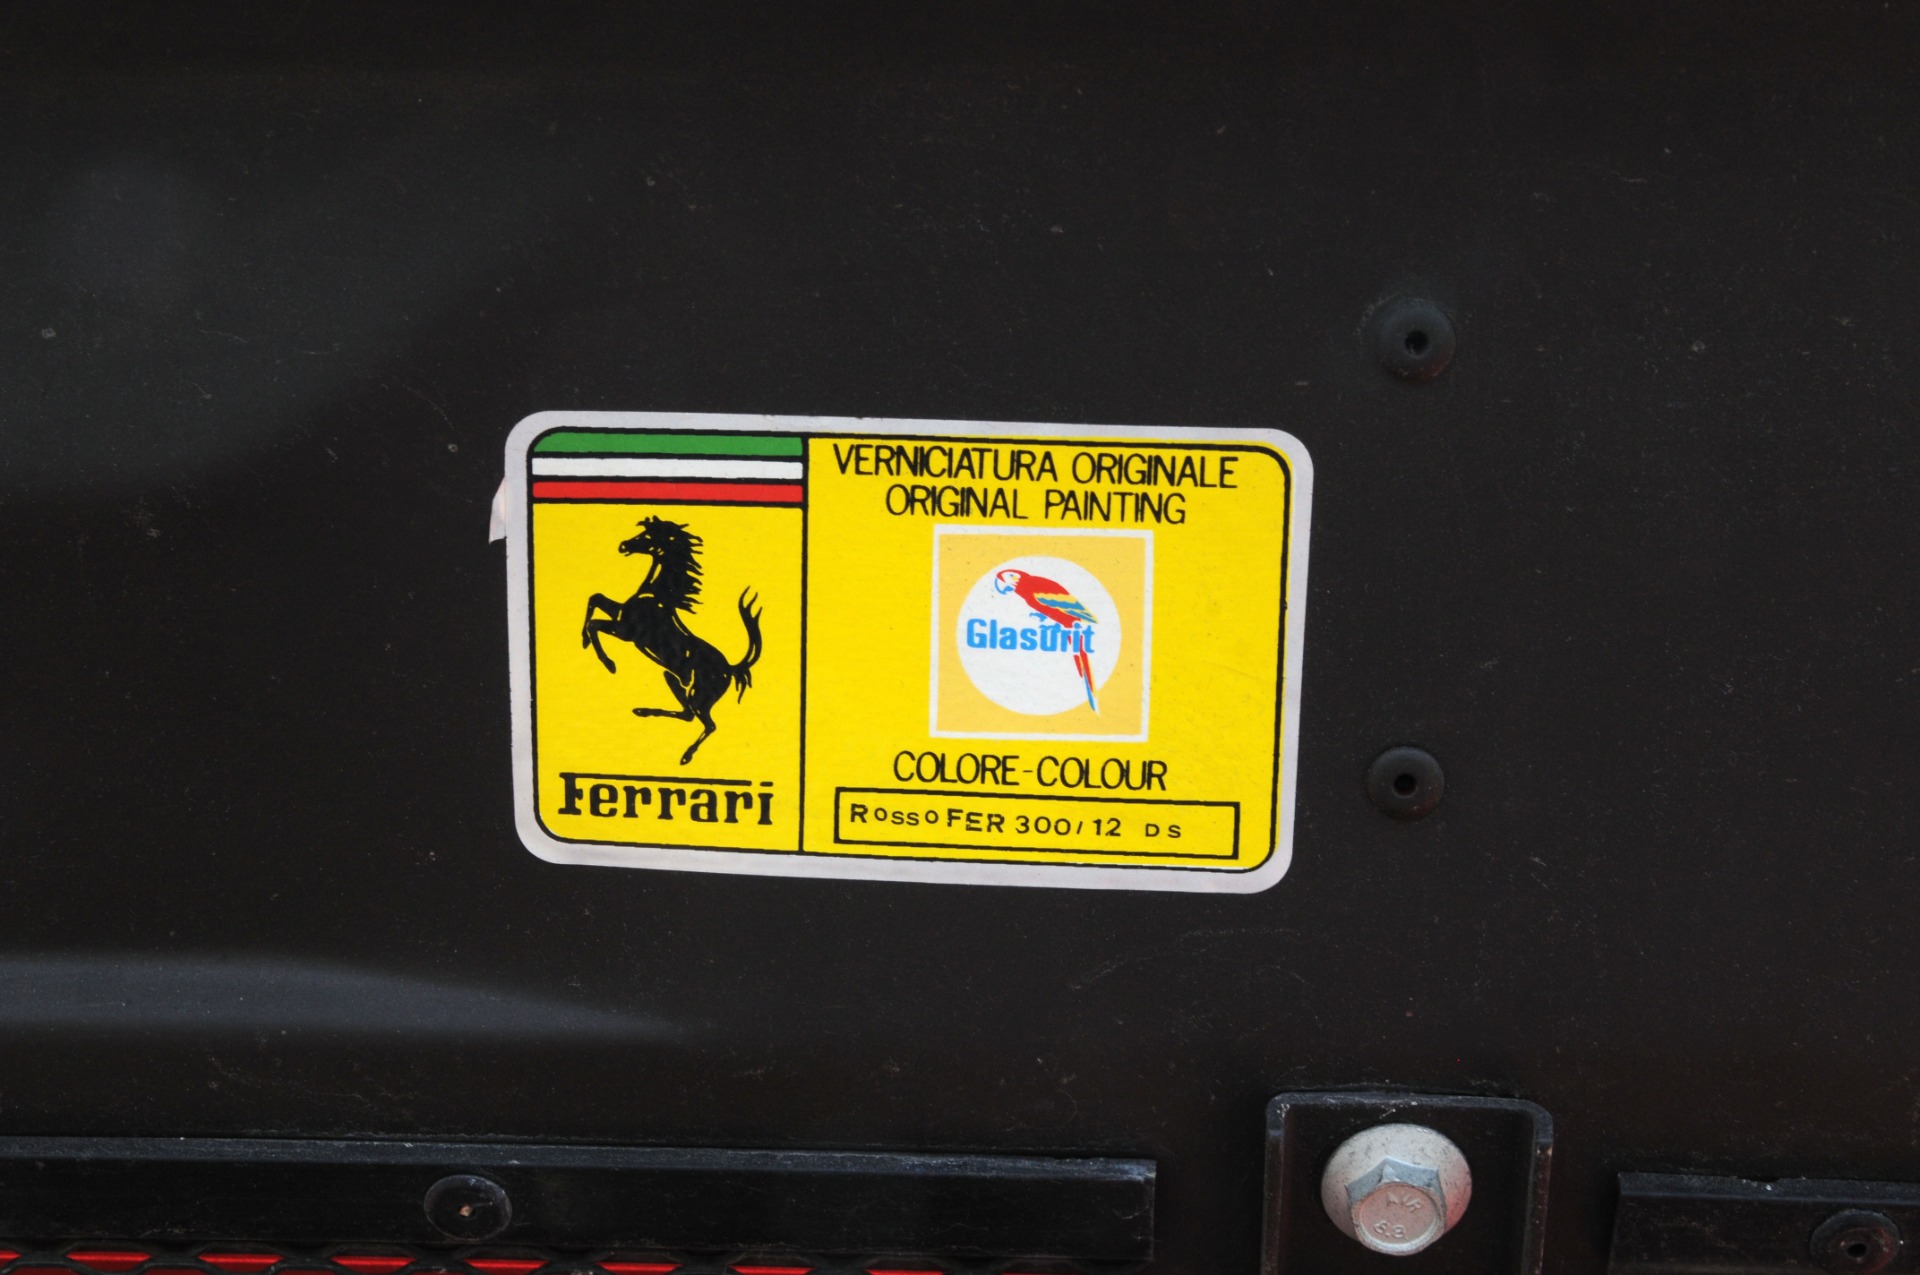 VERNICIATURA ORIGINALE
ORIGINAL PAINTING
Glasurit
COLORE-COLOUR
Rosso FER 300/12 DS
Ferrari